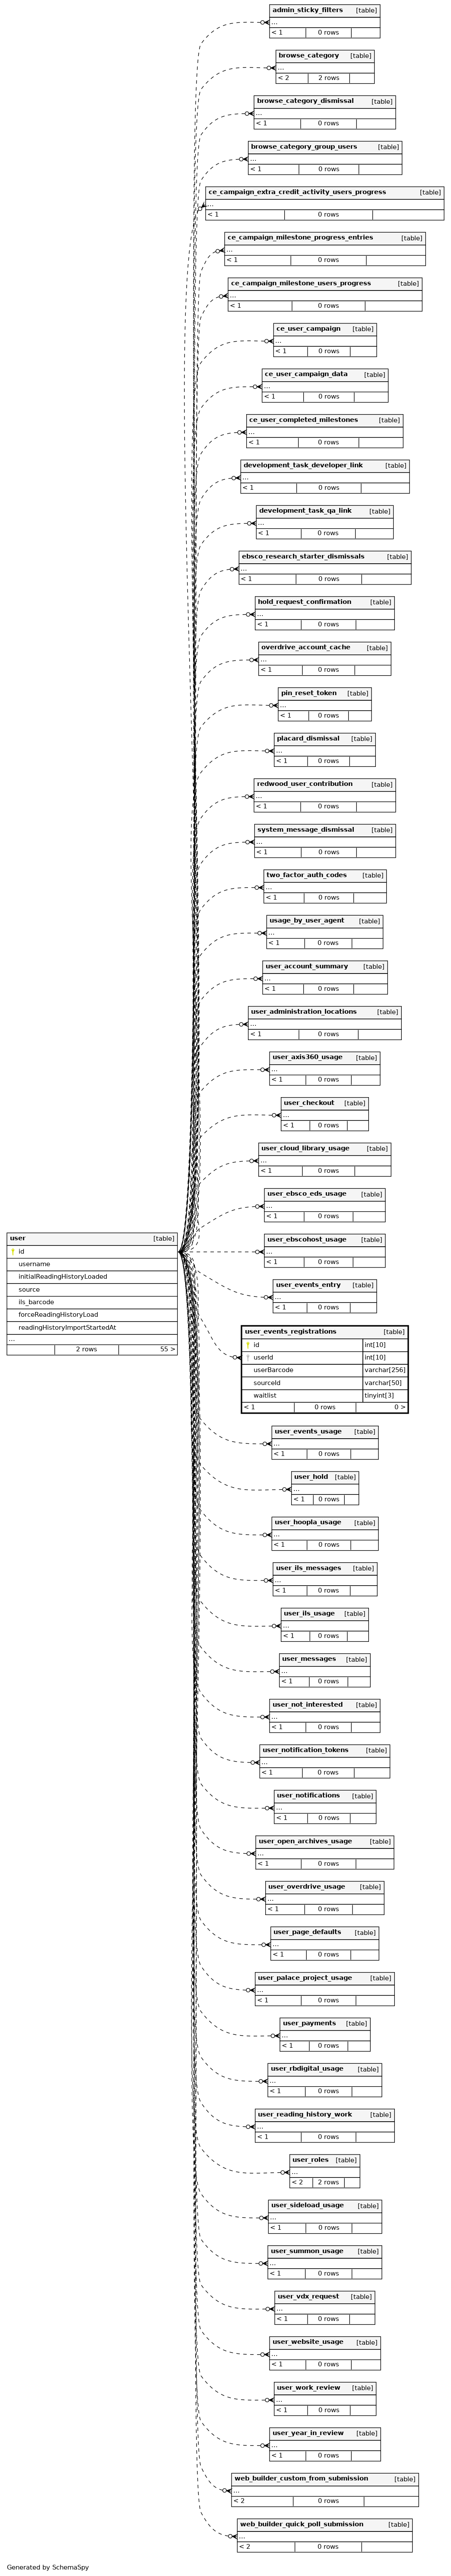 admin_sticky_filters [table]
...
< 1 0 rows
browse_category [table]
...
< 2 2 rows
browse_category_dismissal [table]
...
< 1 0 rows
browse_category_group_users [table]
...
< 1 0 rows
ce_campaign_extra_credit_activity_users_progress [table]
...
< 1 0 rows
ce_campaign_milestone_progress_entries [table]
...
< 1 0 rows
ce_campaign_milestone_users_progress [table]
...
< 1 0 rows
ce_user_campaign [table]
...
< 1 0 rows
ce_user_campaign_data [table]
...
< 1 0 rows
ce_user_completed_milestones [table]
...
< 1 0 rows
development_task_developer_link [table]
...
< 1 0 rows
development_task_qa_link [table]
...
< 1 0 rows
ebsco_research_starter_dismissals [table]
...
< 1 0 rows
hold_request_confirmation [table]
...
< 1 0 rows
overdrive_account_cache [table]
...
< 1 0 rows
pin_reset_token [table]
...
< 1 0 rows
placard_dismissal [table]
...
< 1 0 rows
redwood_user_contribution [table]
...
< 1 0 rows
system_message_dismissal [table]
...
< 1 0 rows
two_factor_auth_codes [table]
...
< 1 0 rows
usage_by_user_agent [table]
...
< 1 0 rows
user_account_summary [table]
...
< 1 0 rows
user_administration_locations [table]
...
< 1 0 rows
user_axis360_usage [table]
...
< 1 0 rows
user_checkout [table]
...
< 1 0 rows
user_cloud_library_usage [table]
...
< 1 0 rows
user_ebsco_eds_usage [table]
...
< 1 0 rows
user [table]
id
username
initialReadingHistoryLoaded
source
ils_barcode
forceReadingHistoryLoad
readingHistoryImportStartedAt
...
2 rows 55 >
user_ebscohost_usage [table]
...
< 1 0 rows
user_events_entry [table]
...
< 1 0 rows
user_events_registrations [table]
id int[10]
userId int[10]
userBarcode varchar[256]
sourceId varchar[50]
waitlist tinyint[3]
< 1 0 rows 0 >
user_events_usage [table]
...
< 1 0 rows
user_hold [table]
...
< 1 0 rows
user_hoopla_usage [table]
...
< 1 0 rows
user_ils_messages [table]
...
< 1 0 rows
user_ils_usage [table]
...
< 1 0 rows
user_messages [table]
...
< 1 0 rows
user_not_interested [table]
...
< 1 0 rows
user_notification_tokens [table]
...
< 1 0 rows
user_notifications [table]
...
< 1 0 rows
user_open_archives_usage [table]
...
< 1 0 rows
user_overdrive_usage [table]
...
< 1 0 rows
user_page_defaults [table]
...
< 1 0 rows
user_palace_project_usage [table]
...
< 1 0 rows
user_payments [table]
...
< 1 0 rows
user_rbdigital_usage [table]
...
< 1 0 rows
user_reading_history_work [table]
...
< 1 0 rows
user_roles [table]
...
< 2 2 rows
user_sideload_usage [table]
...
< 1 0 rows
user_summon_usage [table]
...
< 1 0 rows
user_vdx_request [table]
...
< 1 0 rows
user_website_usage [table]
...
< 1 0 rows
user_work_review [table]
...
< 1 0 rows
user_year_in_review [table]
...
< 1 0 rows
web_builder_custom_from_submission [table]
...
< 2 0 rows
web_builder_quick_poll_submission [table]
...
< 2 0 rows
Generated by SchemaSpy